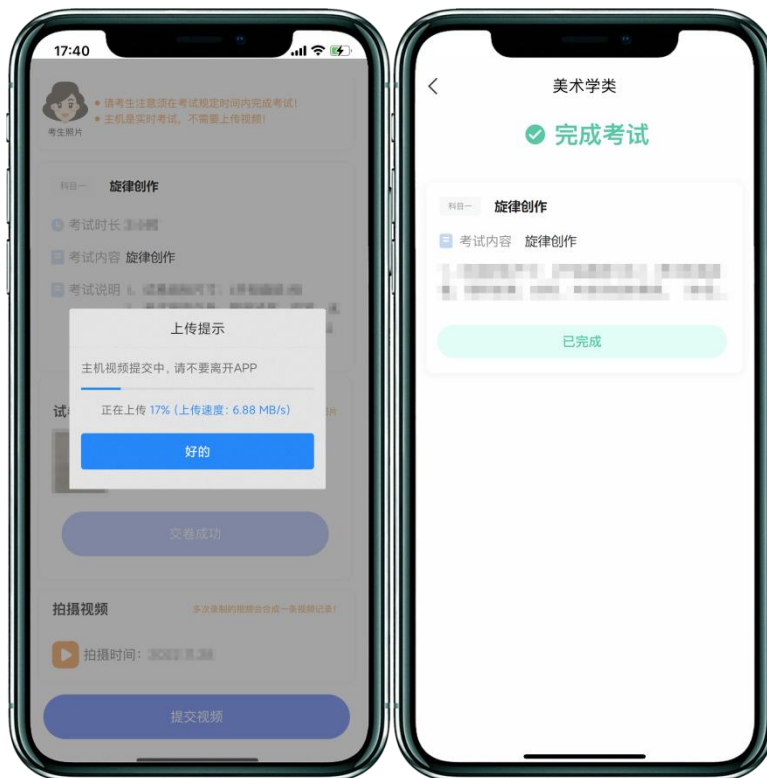 17:40
• 请考生注意须在考试规定时间内完成考试!
• 主机是实时考试,不需要上传视频!
考生照片
科目一 旋律创作
考试时长
考试内容 旋律创作
考试说明
上传提示
主机视频提交中,请不要离开APP
正在上传 17% (上传速度: 6.88 MB/s)
好的
交卷成功
拍摄视频 多次录制的视频会合成一条视频记录!
拍摄时间:
提交视频
美术学类
完成考试
科目一 旋律创作
考试内容 旋律创作
已完成